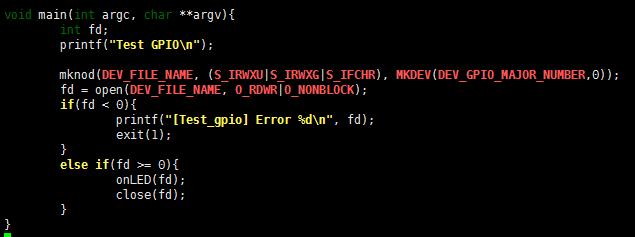 void main(int argc, char **argv){
        int fd;
        printf("Test GPIO\n");

        mknod(DEV_FILE_NAME, (S_IRWXU|S_IRWXG|S_IFCHR), MKDEV(DEV_GPIO_MAJOR_NUMBER,0));
        fd = open(DEV_FILE_NAME, O_RDWR|O_NONBLOCK);
        if(fd < 0){
                printf("[Test_gpio] Error %d\n", fd);
                exit(1);
        }
        else if(fd >= 0){
                onLED(fd);
                close(fd);
        }
}